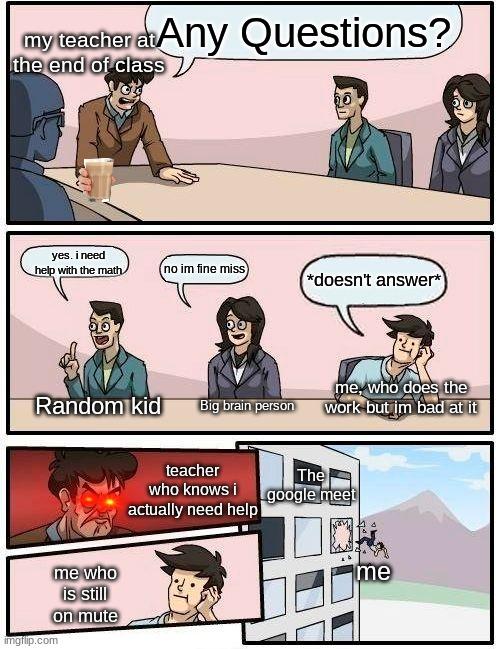 my teacher at
the end of class
Any Questions?
yes. i need
help with the math
no im fine miss
*doesn't answer*
Random kid
Big brain person
me, who does the
work but im bad at it
teacher
who knows i
actually need help
The
google meet
me who
is still
on mute
me
imgflip.com